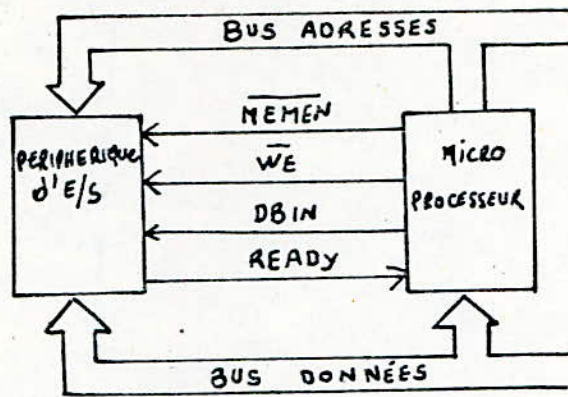 BUS ADRESSES
MEMEN
PERIPHERIQUE
d'E/S
WE
MICRO
PROCESSEUR
DBIN
READY
BUS DONNÉES